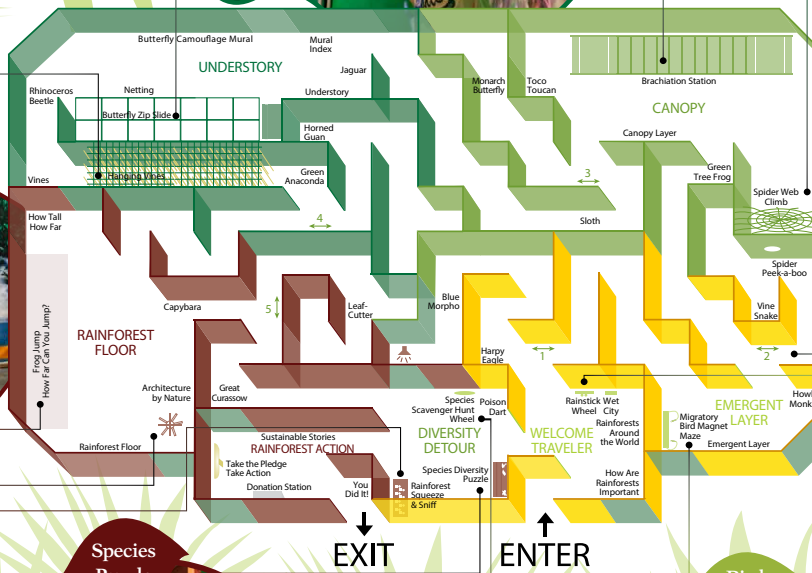 Butterfly Camouflage Mural
Mural
Index
UNDERSTORY
Jaguar
Rhinoceros
Beetle
Netting
Understory
Butterfly Zip Slide
Horned
Guan
Hanging Vines
Green
Anaconda
Vines
How Tall
How Far
4
Monarch
Butterfly
Toco
Toucan
Brachiation Station
CANOPY
Canopy Layer
Green
Tree Frog
3
Spider Web
Climb
Sloth
Spider
Peek-a-boo
Capybara
5
Leaf-
Cutter
Blue
Morpho
Vine
Snake
RAINFOREST
FLOOR
Frog Jump
How Far Can You Jump?
Harpy
Eagle
1
2
Architecture
by Nature
Great
Curassow
Species
Scavenger Hunt
Wheel
Poison
Dart
Rainstick
Wheel
Wet
City
Rainforests
Around
the World
EMERGENT
LAYER
Migratory
Bird Magnet
Maze
Emergent Layer
Rainforest Floor
Sustainable Stories
RAINFOREST ACTION
DIVERSITY
DETOUR
WELCOME
TRAVELER
Take the Pledge
Take Action
Donation Station
You
Did It!
Rainforest
Squeeze
& Sniff
Species Diversity
Puzzle
How Are
Rainforests
Important
EXIT
ENTER
Species